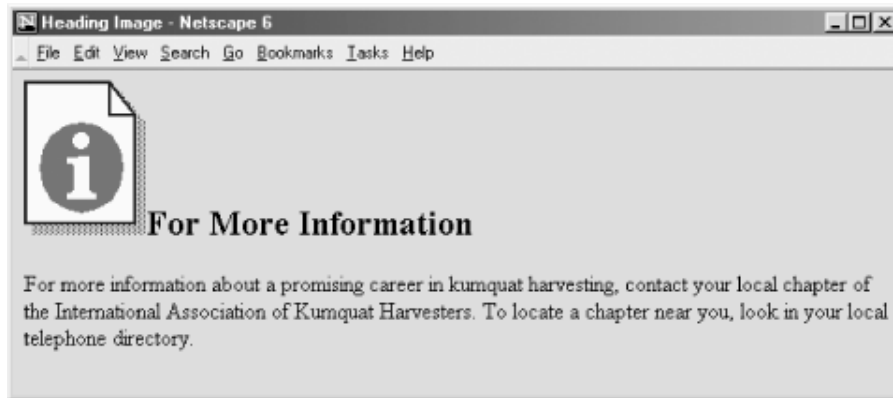 Heading Image - Netscape 6
File Edit View Search Go Bookmarks Tasks Help
i
For More Information
For more information about a promising career in kumquat harvesting, contact your local chapter of
the International Association of Kumquat Harvesters. To locate a chapter near you, look in your local
telephone directory.